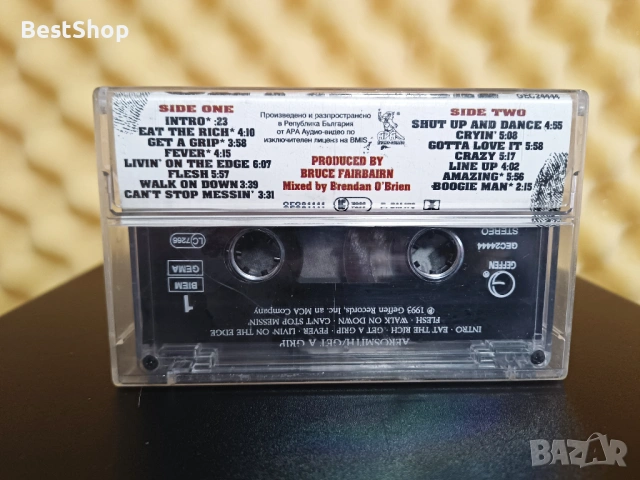 BestShop
GEC24444
SIDE ONE
INTRO* :23
EAT THE RICH* 4:10
GET A GRIP* 3:58
FEVER* 4:15
LIVIN' ON THE EDGE 6:07
FLESH 5:57
WALK ON DOWN 3:39
CAN'T STOP MESSIN' 3:31
Произведено и разпространено
в Република България
от АРА Аудио-видео по
изключителен лиценз на BMIS
PRODUCED BY
BRUCE FAIRBAIRN
Mixed by Brendan O'Brien
SIDE TWO
SHUT UP AND DANCE 4:55
CRYIN' 5:08
GOTTA LOVE IT 5:58
CRAZY 5:17
LINE UP 4:02
AMAZING* 5:56
BOOGIE MAN* 2:15
AEROSMITH/GET A GRIP
INTRO · EAT THE RICH · GET A GRIP · FEVER · LIVIN' ON THE EDGE
FLESH · WALK ON DOWN · CAN'T STOP MESSIN'
℗ 1993 Geffen Records, Inc, an MCA Company
1
BIEM
GEMA
LC 7266
GEFFEN
GEC24444
STEREO
BAZAR